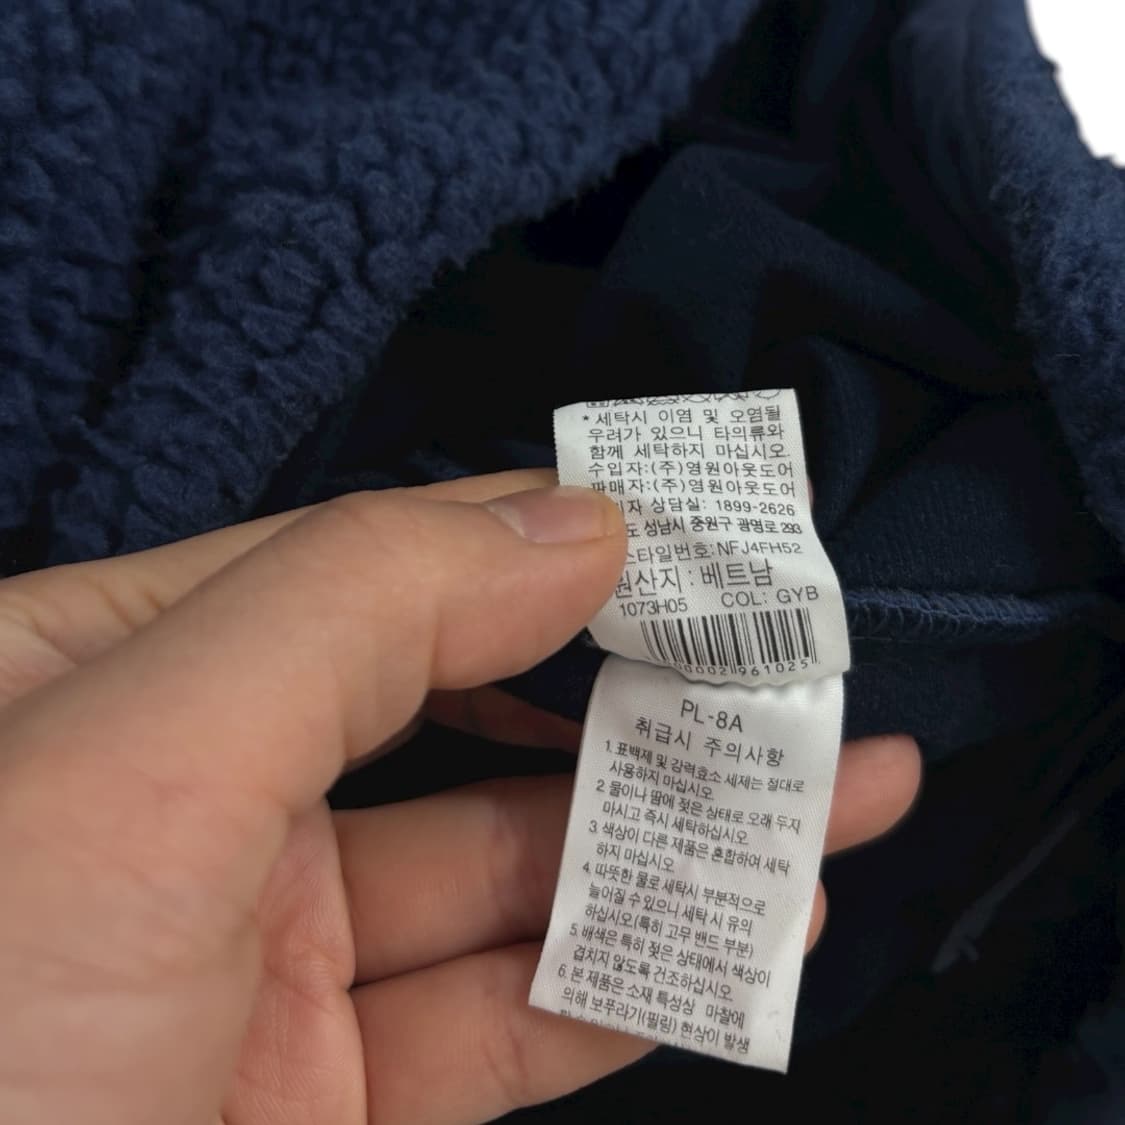 *세탁시 이염 및 오염될
우려가 있으니 타의류와
함께 세탁하지 마십시오.
수입자:(주)영원아웃도어
판매자:(주)영원아웃도어
자 상담실: 1899-2626
도 성남시 중원구 광명로 293
스타일번호:NFJ4FH52
원산지:베트남
1073H05 COL: GYB
00002 961025
PL-8A
취급시 주의사항
1. 표백제 및 강력효소 세제는 절대로
사용하지 마십시오.
2 물이나 땀에 젖은 상태로 오래 두지
마시고 즉시 세탁하십시오.
3. 색상이 다른 제품은 혼합하여 세탁
하지 마십시오
4. 따뜻한 물로 세탁시 부분적으로
늘어질 수 있으니 세탁시 유의
하십시오(특히 고무 밴드 부분)
5. 배색은 특히 젖은 상태에서 색상이
겹치지 않도록 건조하십시오.
6. 본 제품은 소재 특성상 마찰에
의해 보푸라기(필링) 현상이 발생